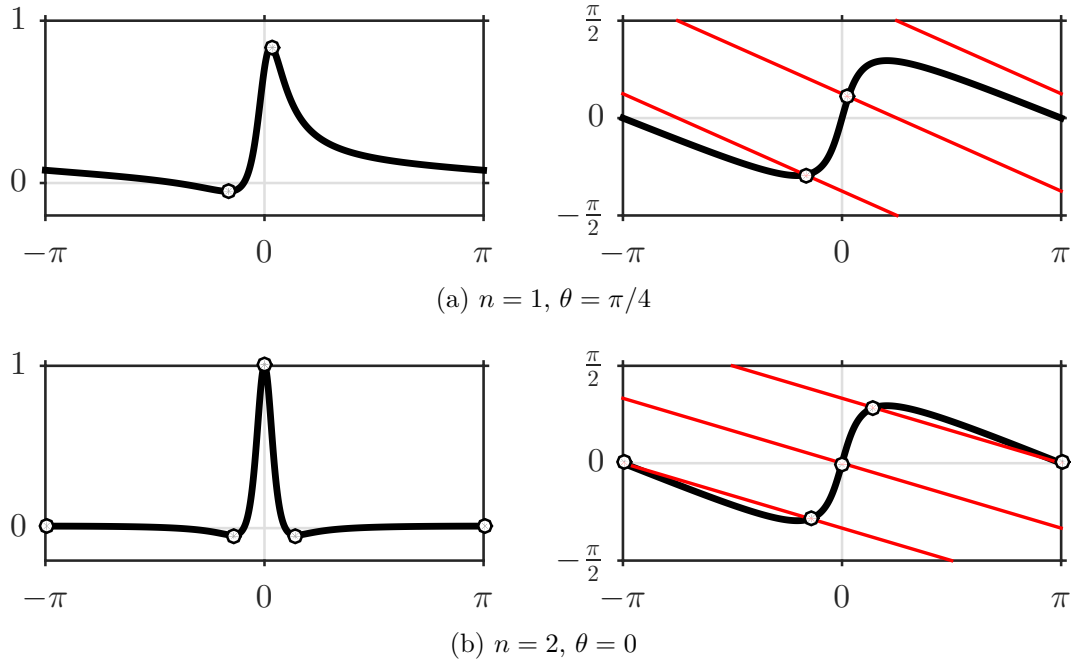 1
0
−π 0 π
π/2
0
−π/2
−π 0 π
(a) n = 1, θ = π/4
1
0
−π 0 π
π/2
0
−π/2
−π 0 π
(b) n = 2, θ = 0